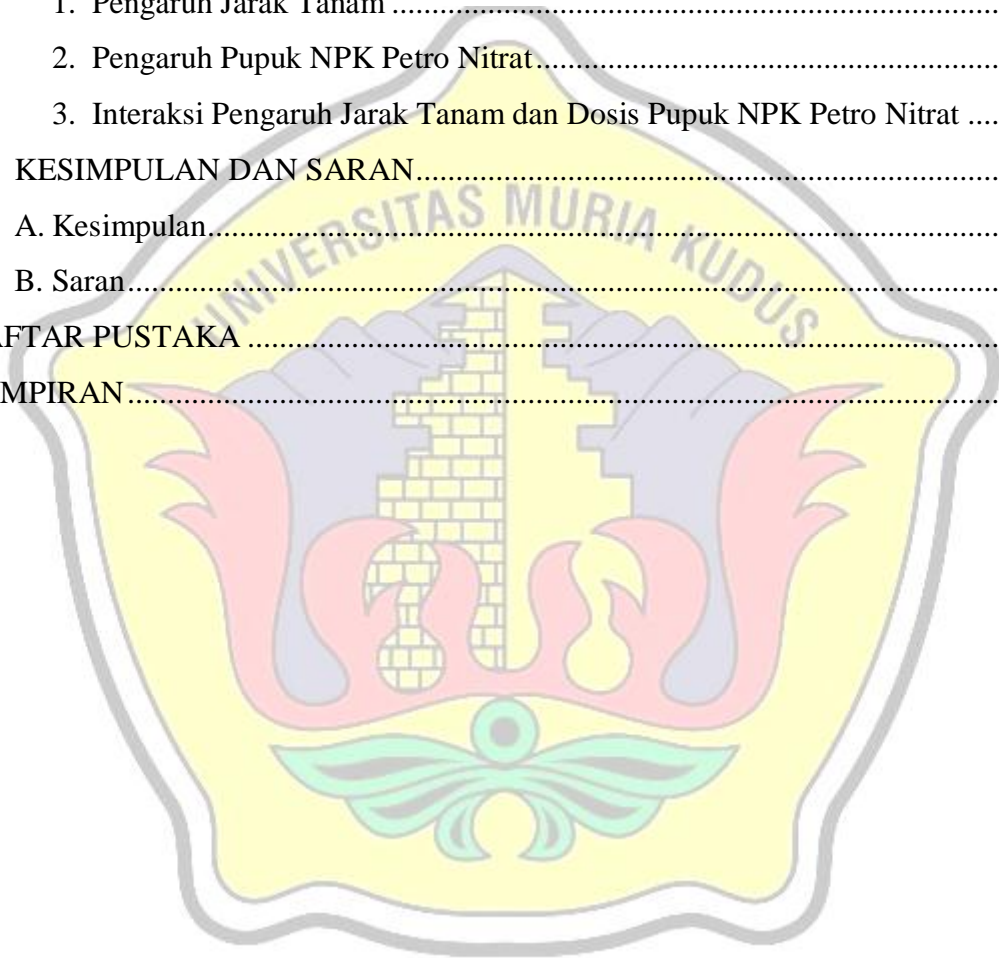 1. Pengaruh Jarak Tanam ........................................................................
2. Pengaruh Pupuk NPK Petro Nitrat..........................................................
3. Interaksi Pengaruh Jarak Tanam dan Dosis Pupuk NPK Petro Nitrat ....
KESIMPULAN DAN SARAN.........................................................................
A. Kesimpulan...................................................................................................
B. Saran.............................................................................................................
AFTAR PUSTAKA ..............................................................................................
MPIRAN.............................................................................................................
UNIVERSITAS MURIA KUDUS